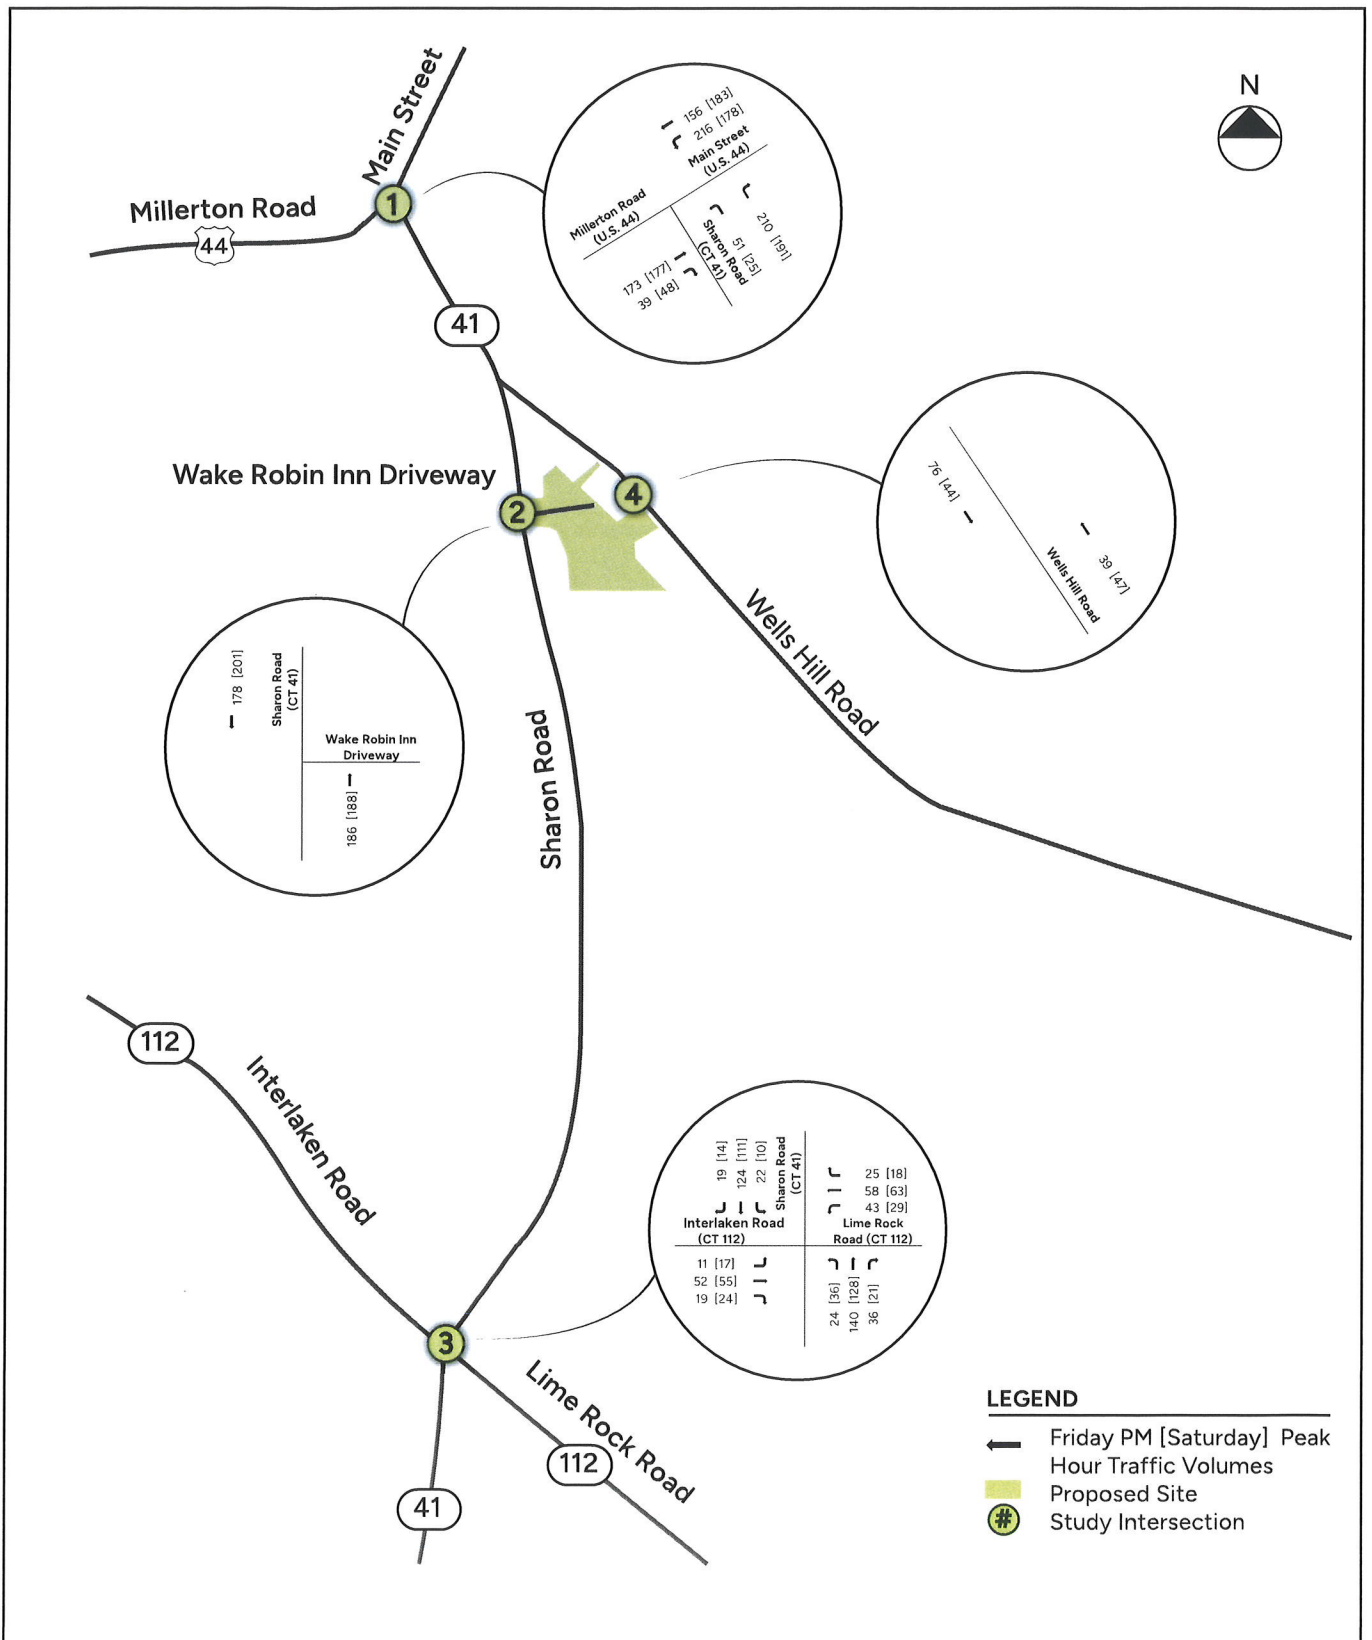 N
Main Street
Millerton Road
44
1
41
156 [183]
216 [178]
Main Street
(U.S. 44)
Millerton Road
(U.S. 44)
210 [191]
51 [25]
Sharon Road
(CT 41)
173 [177]
39 [48]
Wake Robin Inn Driveway
2
4
76 [44]
39 [47]
Wells Hill Road
Wells Hill Road
178 [201]
Sharon Road
(CT 41)
Wake Robin Inn
Driveway
186 [188]
Sharon Road
112
Interlaken Road
19 [14]
124 [111]
22 [10]
Sharon Road
(CT 41)
25 [18]
58 [63]
43 [29]
Interlaken Road
(CT 112)
Lime Rock
Road (CT 112)
11 [17]
52 [55]
19 [24]
24 [36]
140 [128]
36 [21]
3
Lime Rock Road
112
41
LEGEND
Friday PM [Saturday] Peak
Hour Traffic Volumes
Proposed Site
# Study Intersection